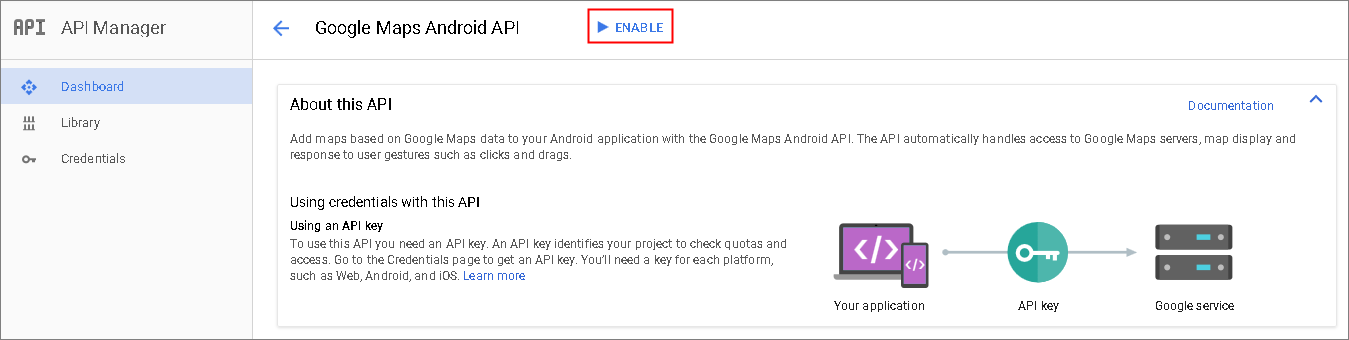 API API Manager
Google Maps Android API
ENABLE
Dashboard
Library
Credentials
About this API
Documentation
Add maps based on Google Maps data to your Android application with the Google Maps Android API. The API automatically handles access to Google Maps servers, map display and
response to user gestures such as clicks and drags.
Using credentials with this API
Using an API key
To use this API you need an API key. An API key identifies your project to check quotas and
access. Go to the Credentials page to get an API key. You'll need a key for each platform,
such as Web, Android, and iOS. Learn more
</>
</>
Your application
API key
Google service